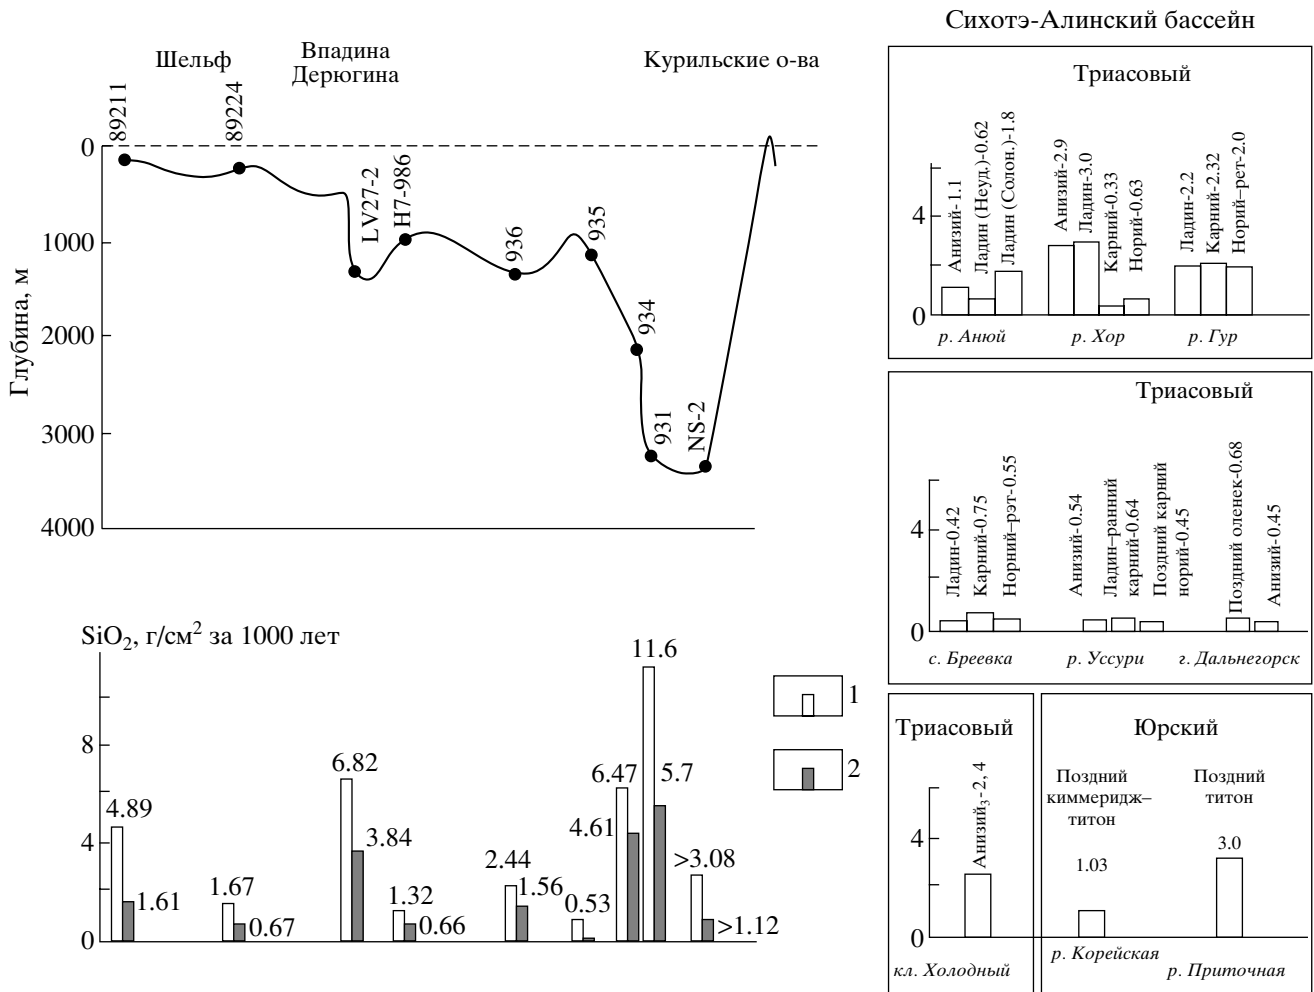 Сихотэ-Алинский бассейн
Шельф
Впадина
Дерюгина
Курильские о-ва
Глубина, м
0
1000
2000
3000
4000
89211
89224
LV27-2
H7-986
936
935
934
931
NS-2
SiO2, г/см2 за 1000 лет
8
4
0
4.89
1.61
1.67
0.67
6.82
3.84
1.32
0.66
2.44
1.56
0.53
6.47
4.61
11.6
5.7
>3.08
>1.12
1
2
Триасовый
4
0
Анизий-1.1
Ладин (Неуд.)-0.62
Ладин (Солон.)-1.8
Анизий-2.9
Ладин-3.0
Карний-0.33
Норий-0.63
Ладин-2.2
Карний-2.32
Норий–рет-2.0
р. Анюй
р. Хор
р. Гур
Триасовый
4
0
Ладин-0.42
Карний-0.75
Норний–рэт-0.55
Анизий-0.54
Ладин–ранний
карний-0.64
Поздний карний
норий-0.45
Поздний оленек-0.68
Анизий-0.45
с. Бреевка
р. Уссури
г. Дальнегорск
Триасовый
4
0
Анизий3-2, 4
кл. Холодный
Юрский
Поздний
киммеридж–
титон
1.03
Поздний
титон
3.0
р. Корейская
р. Приточная